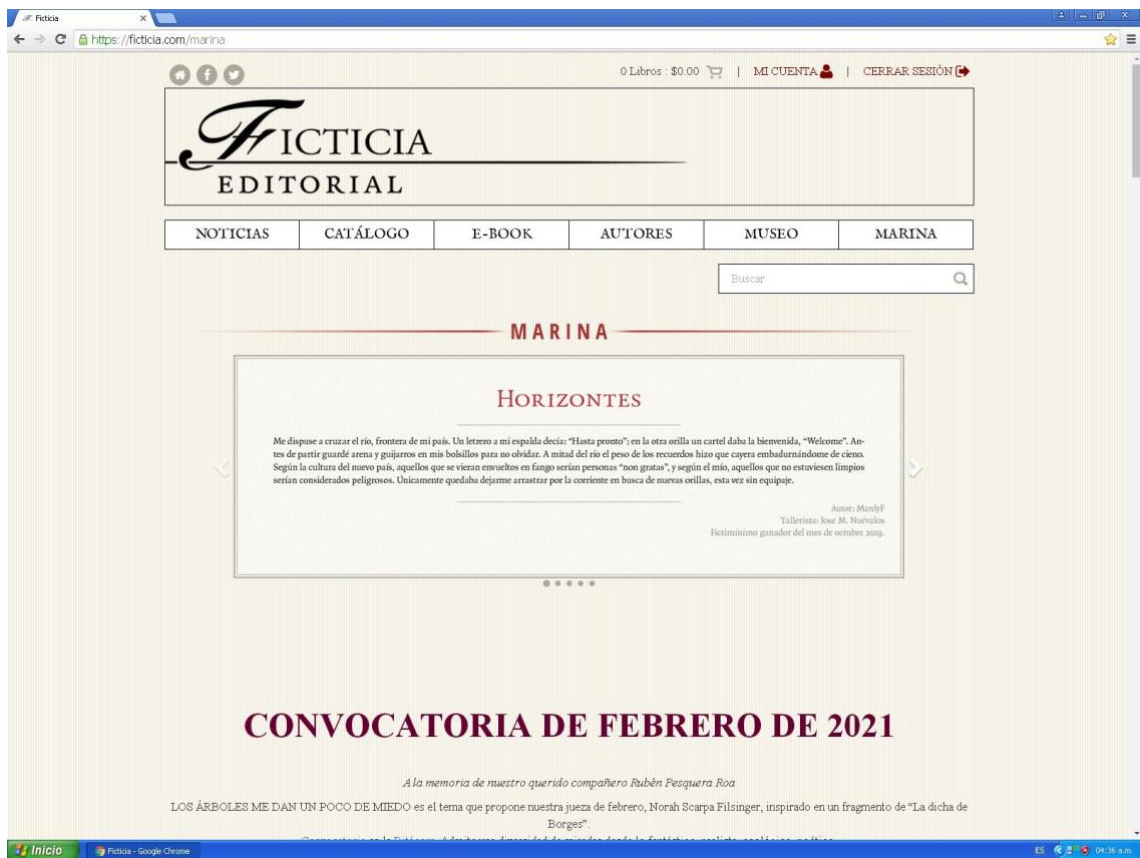 Ficticia
https://ficticia.com/marina
0 Libros : $0.00 | MI CUENTA | CERRAR SESIÓN
FICTICIA
EDITORIAL
NOTICIAS CATÁLOGO E-BOOK AUTORES MUSEO MARINA
Buscar
MARINA
HORIZONTES
Me dispuse a cruzar el río, frontera de mi país. Un letrero a mi espalda decía: “Hasta pronto”; en la otra orilla un cartel daba la bienvenida, “Welcome”. An-
tes de partir guardé arena y guijarros en mis bolsillos para no olvidar. A mitad del río el peso de los recuerdos hizo que cayera embadurnándome de cieno.
Según la cultura del nuevo país, aquellos que se vieran envueltos en fango serían personas “non gratas”, y según el mío, aquellos que no estuviesen limpios
serían considerados peligrosos. Unicamente quedaba dejarme arrastrar por la corriente en busca de nuevas orillas, esta vez sin equipaje.
Autor: ManlyF
Tallerista: Jose M. Nuévalos
Fictimínimo ganador del mes de octubre 2019.
CONVOCATORIA DE FEBRERO DE 2021
A la memoria de nuestro querido compañero Rubén Pesquera Roa
LOS ÁRBOLES ME DAN UN POCO DE MIEDO es el tema que propone nuestra jueza de febrero, Norah Scarpa Filsinger, inspirado en un fragmento de “La dicha de
Borges”.
Inicio Ficticia - Google Chrome ES 04:36 a.m.